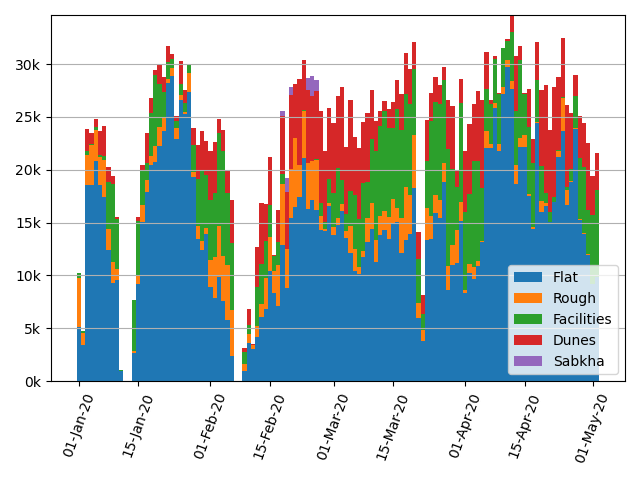 30k
25k
20k
15k
10k
5k
0k
Flat
Rough
Facilities
Dunes
Sabkha
01-Jan-20
15-Jan-20
01-Feb-20
15-Feb-20
01-Mar-20
15-Mar-20
01-Apr-20
15-Apr-20
01-May-20